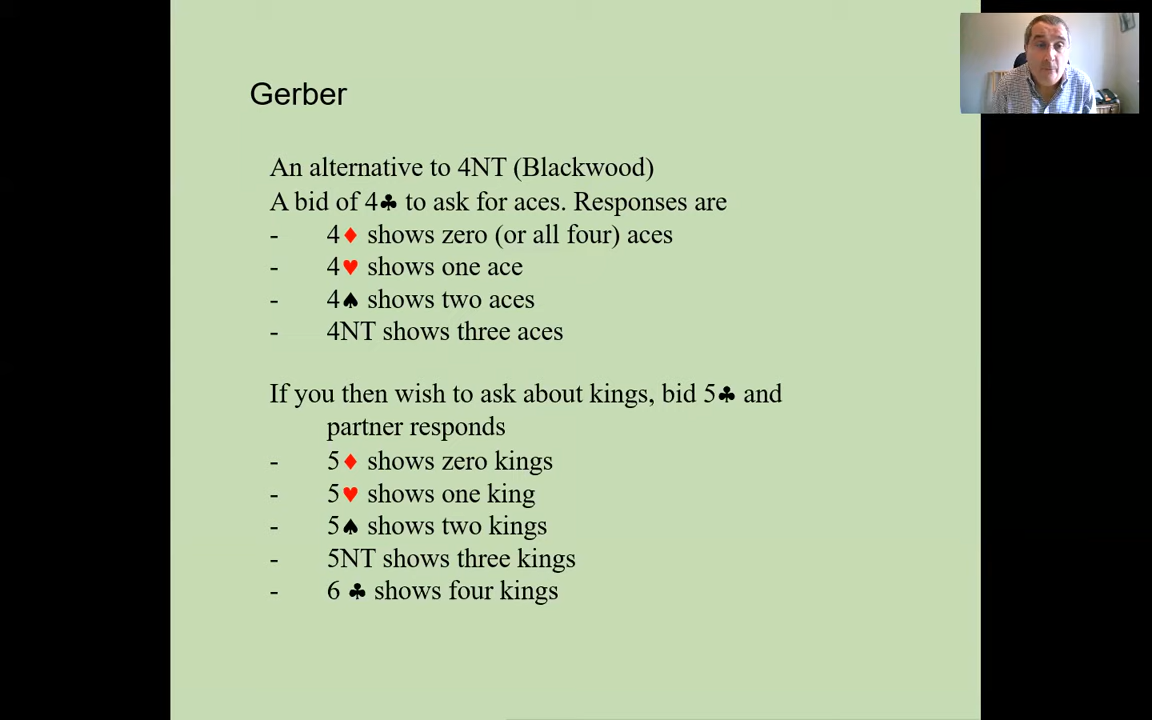 Gerber
An alternative to 4NT (Blackwood)
A bid of 4♣ to ask for aces. Responses are
- 4♦ shows zero (or all four) aces
- 4♥ shows one ace
- 4♠ shows two aces
- 4NT shows three aces
If you then wish to ask about kings, bid 5♣ and
partner responds
- 5♦ shows zero kings
- 5♥ shows one king
- 5♠ shows two kings
- 5NT shows three kings
- 6 ♣ shows four kings